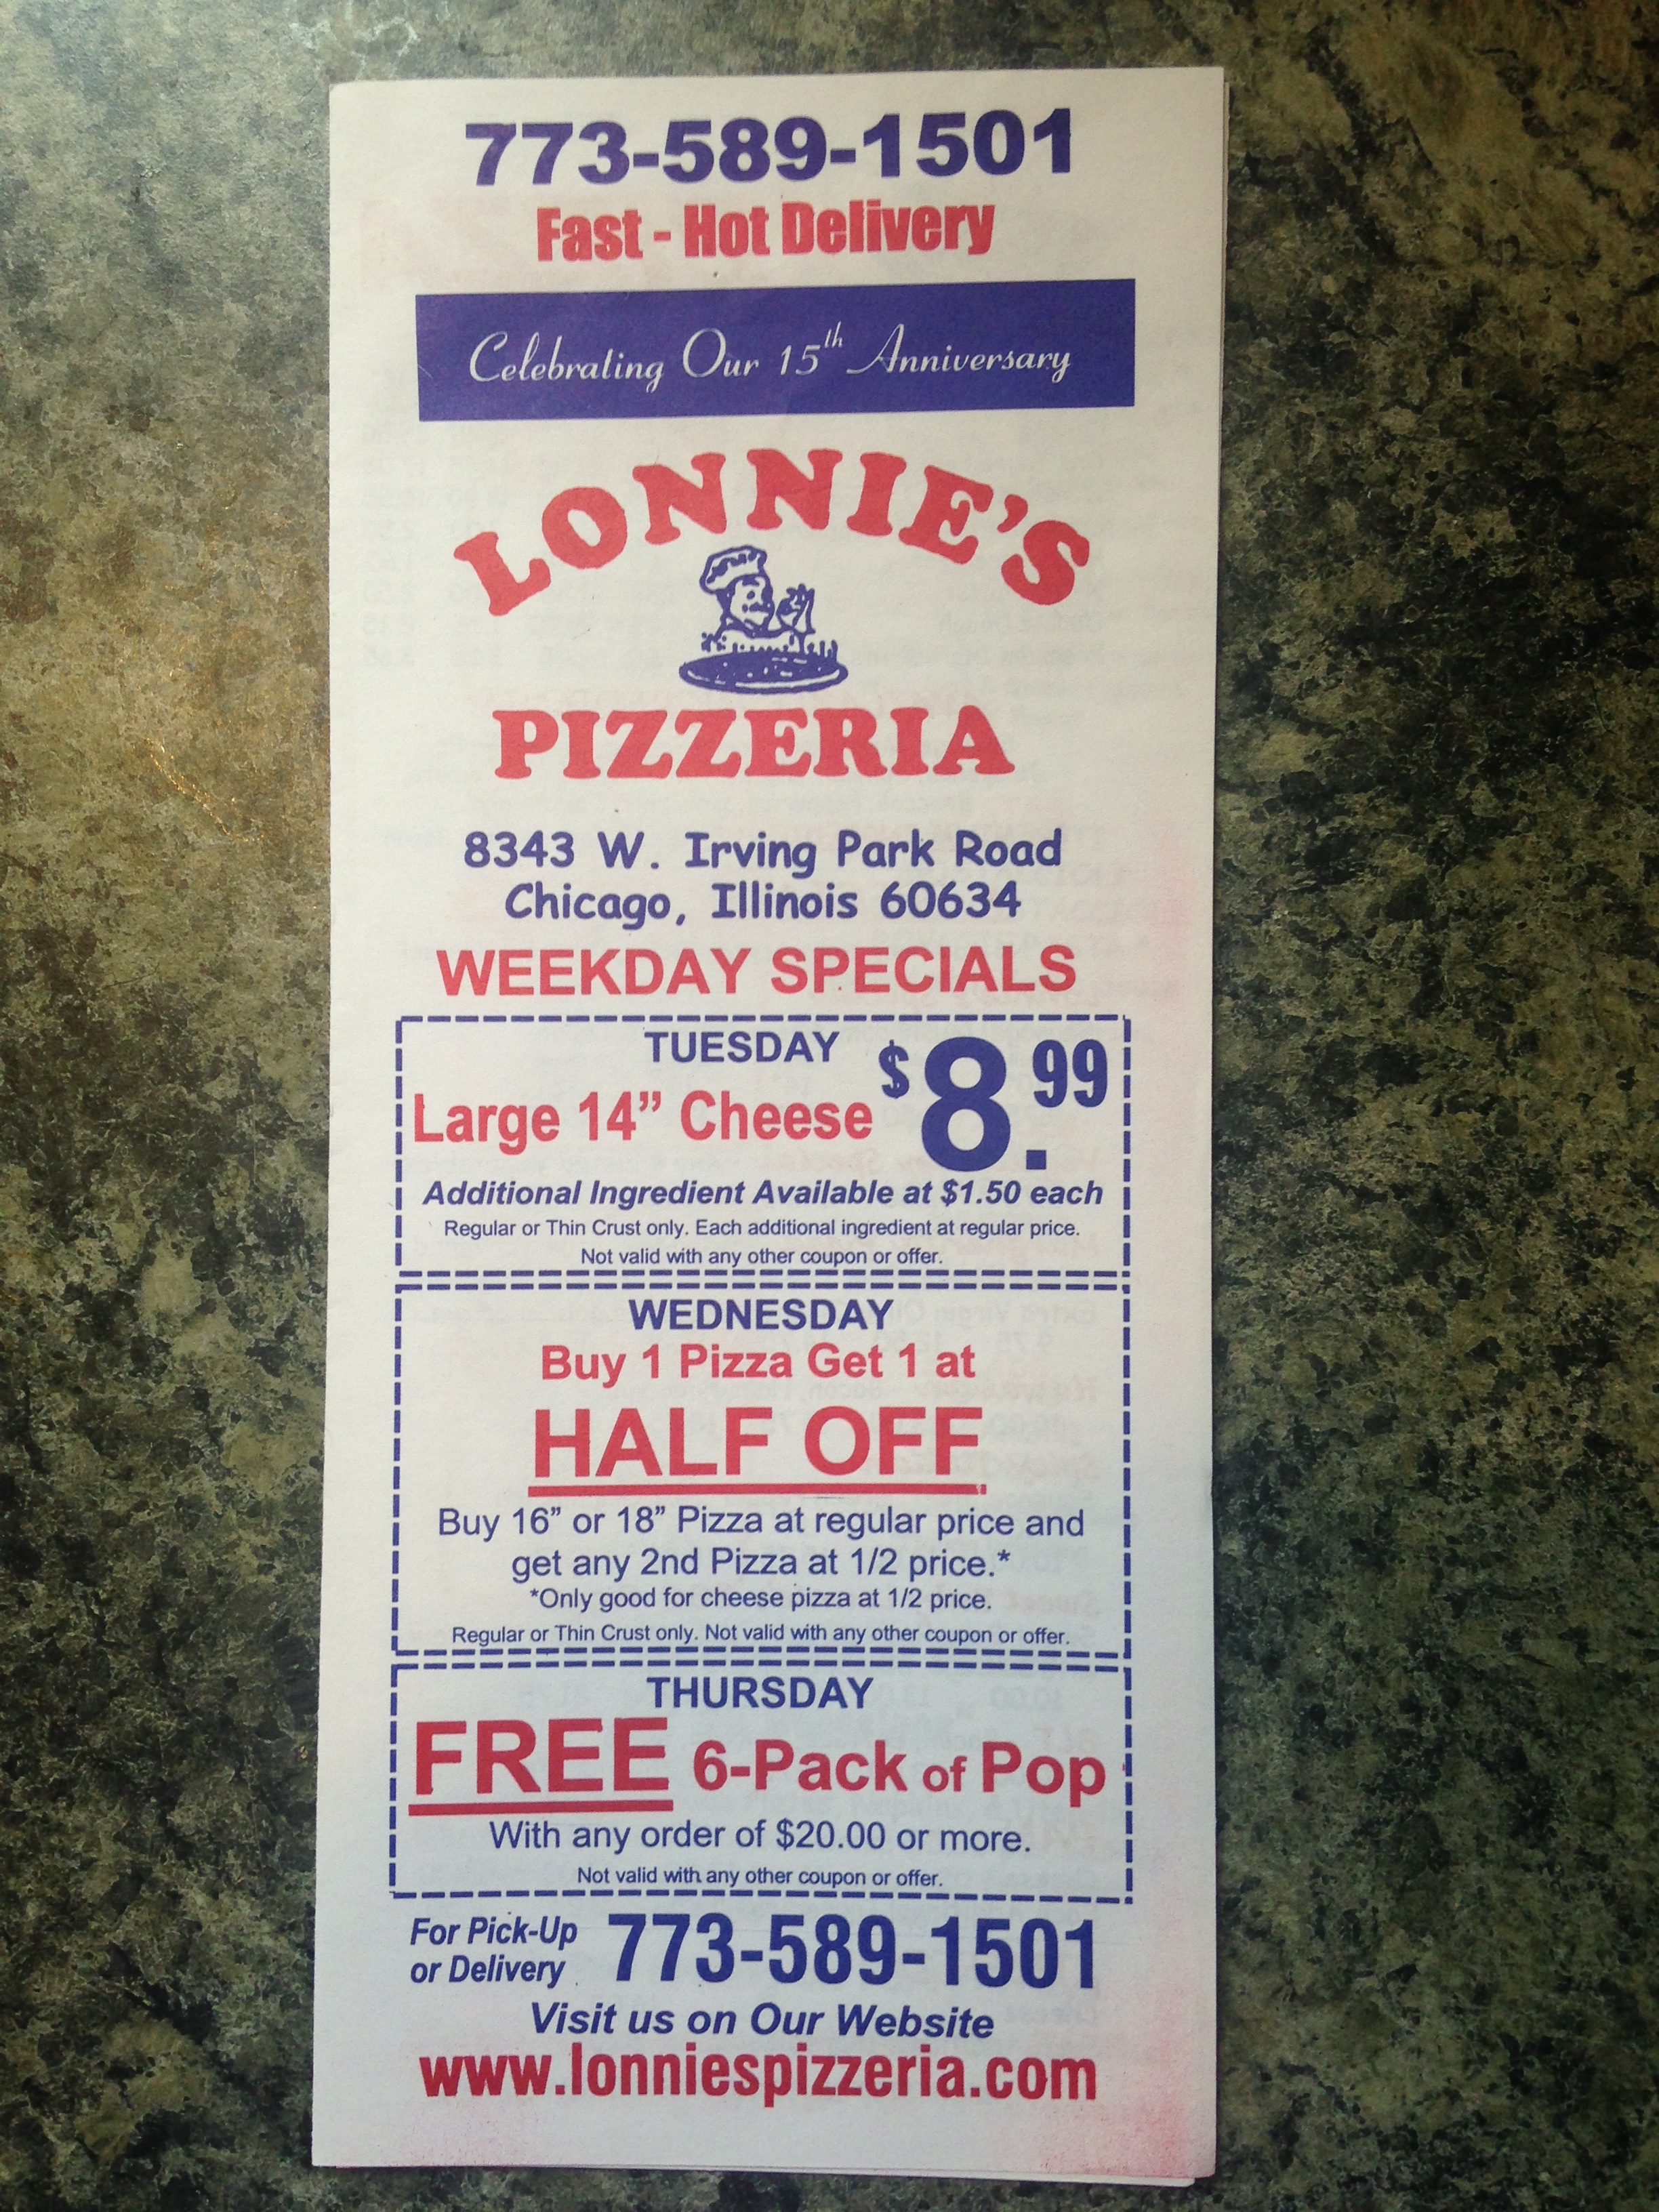 773-589-1501
Fast - Hot Delivery
Celebrating Our 15th Anniversary
LONNIE'S
PIZZERIA
8343 W. Irving Park Road
Chicago, Illinois 60634
WEEKDAY SPECIALS
TUESDAY
Large 14” Cheese $8.99
Additional Ingredient Available at $1.50 each
Regular or Thin Crust only. Each additional ingredient at regular price.
Not valid with any other coupon or offer.
WEDNESDAY
Buy 1 Pizza Get 1 at
HALF OFF
Buy 16” or 18” Pizza at regular price and
get any 2nd Pizza at 1/2 price.*
*Only good for cheese pizza at 1/2 price.
Regular or Thin Crust only. Not valid with any other coupon or offer.
THURSDAY
FREE 6-Pack of Pop
With any order of $20.00 or more.
Not valid with any other coupon or offer.
For Pick-Up
or Delivery 773-589-1501
Visit us on Our Website
www.lonniespizzeria.com